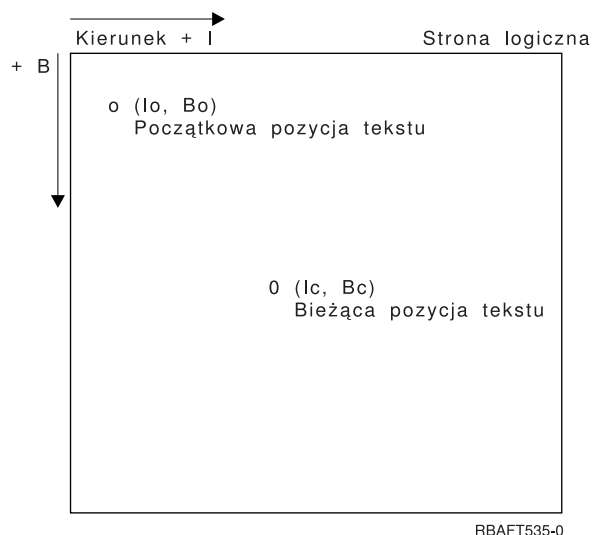 Kierunek + I
Strona logiczna
+ B
o (Io, Bo)
Początkowa pozycja tekstu
0 (Ic, Bc)
Bieżąca pozycja tekstu
RBAFT535-0